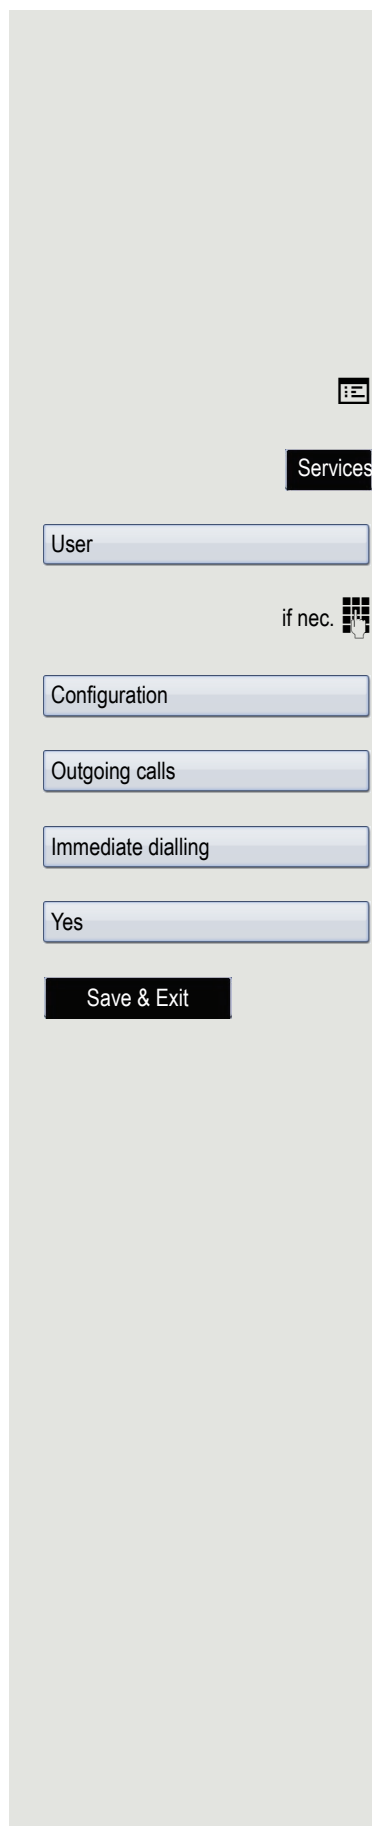 Services
User
if nec.
Configuration
Outgoing calls
Immediate dialling
Yes
Save & Exit